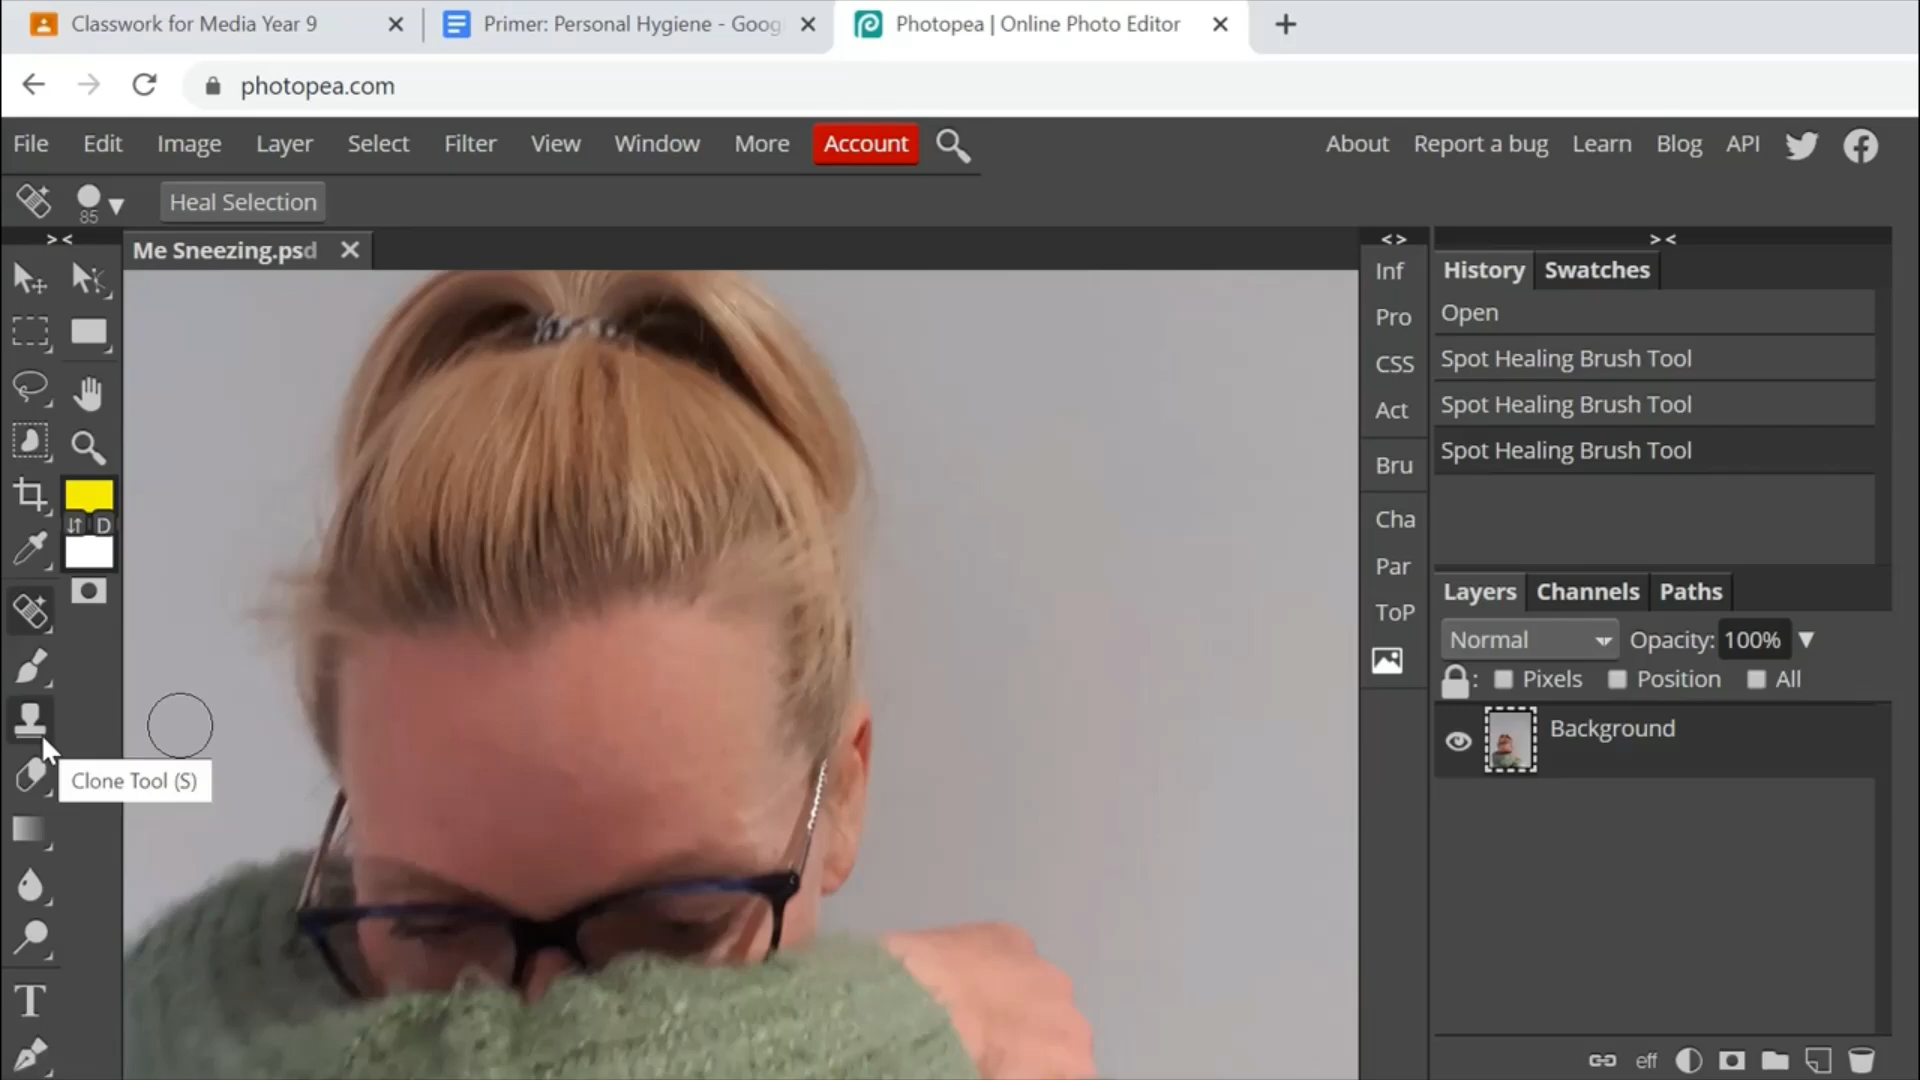 Classwork for Media Year 9
Primer: Personal Hygiene - Goog
Photopea | Online Photo Editor
photopea.com
File Edit Image Layer Select Filter View Window More Account
About Report a bug Learn Blog API
85
Heal Selection
> <
Me Sneezing.psd
< >
> <
Inf
Pro
CSS
Act
Bru
Cha
Par
ToP
History Swatches
Open
Spot Healing Brush Tool
Spot Healing Brush Tool
Spot Healing Brush Tool
D
Layers Channels Paths
Normal Opacity: 100%
: Pixels Position All
Background
Clone Tool (S)
T
eff